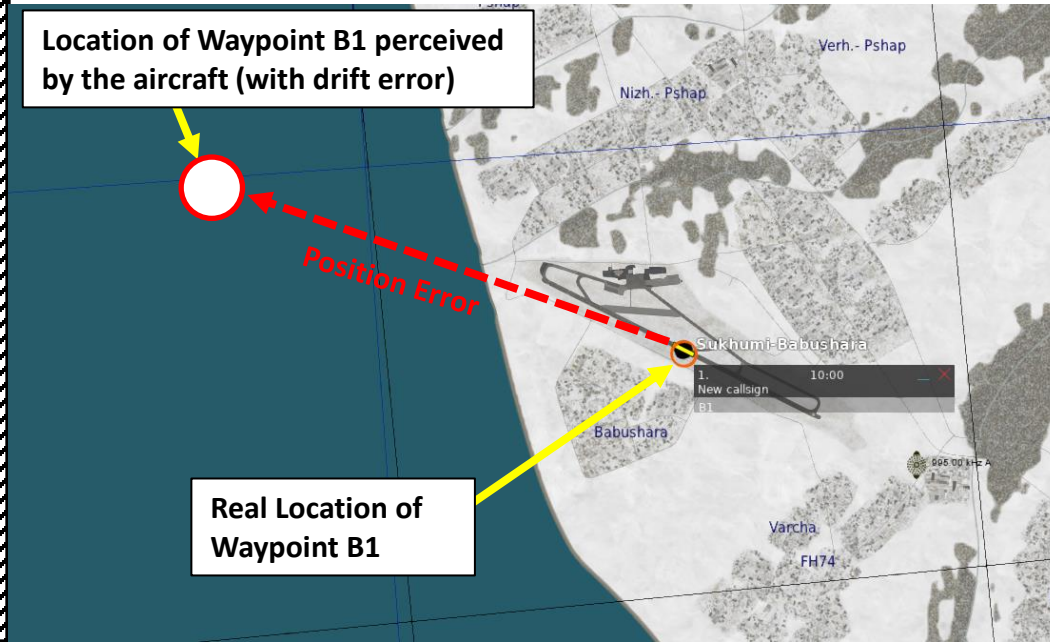 Pshap
Location of Waypoint B1 perceived
by the aircraft (with drift error)
Verh.- Pshap
Nizh.- Pshap
Position Error
Sukhumi-Babushara
1. 10:00
New callsign
B1
Babushara
995.00 kHz A
Real Location of
Waypoint B1
Varcha
FH74